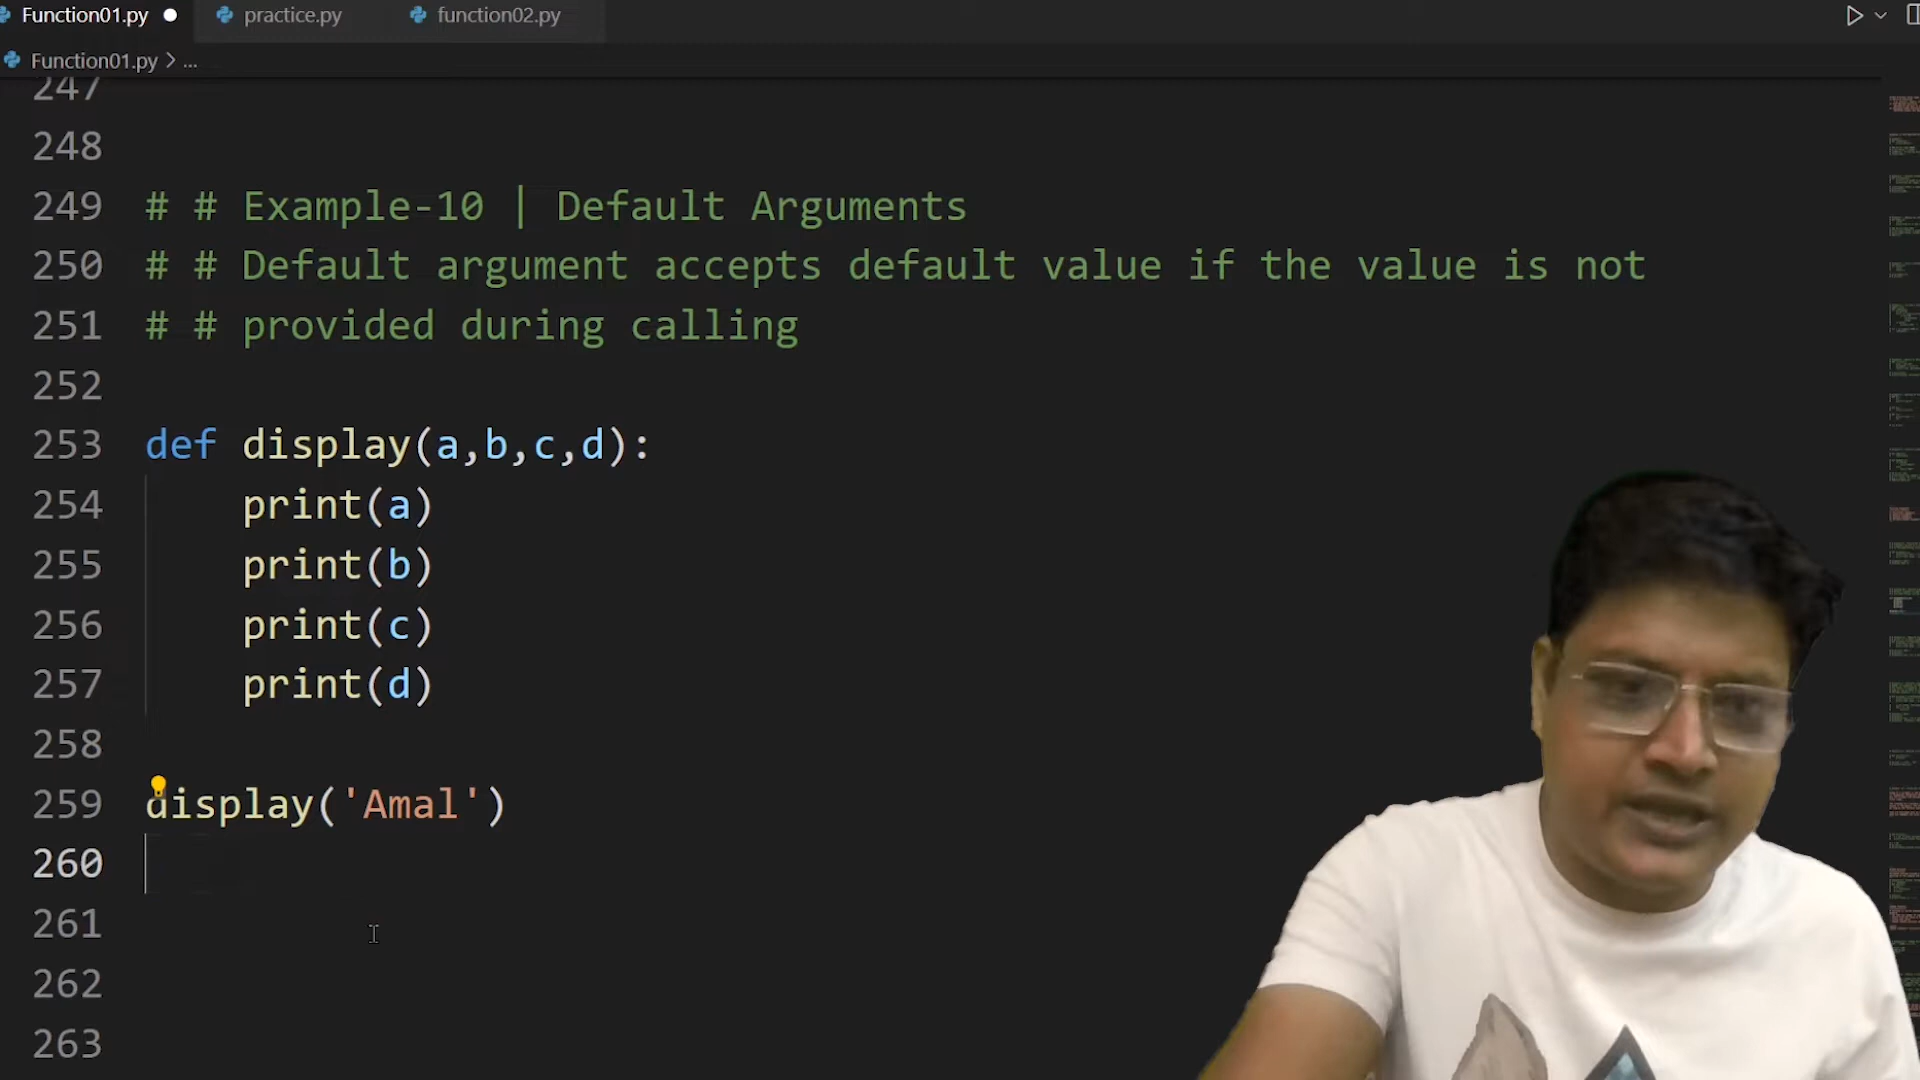 Function01.py practice.py function02.py
Function01.py > ...
247
248
249 # # Example-10 | Default Arguments
250 # # Default argument accepts default value if the value is not
251 # # provided during calling
252
253 def display(a,b,c,d):
254 print(a)
255 print(b)
256 print(c)
257 print(d)
258
259 display('Amal')
260
261
262
263